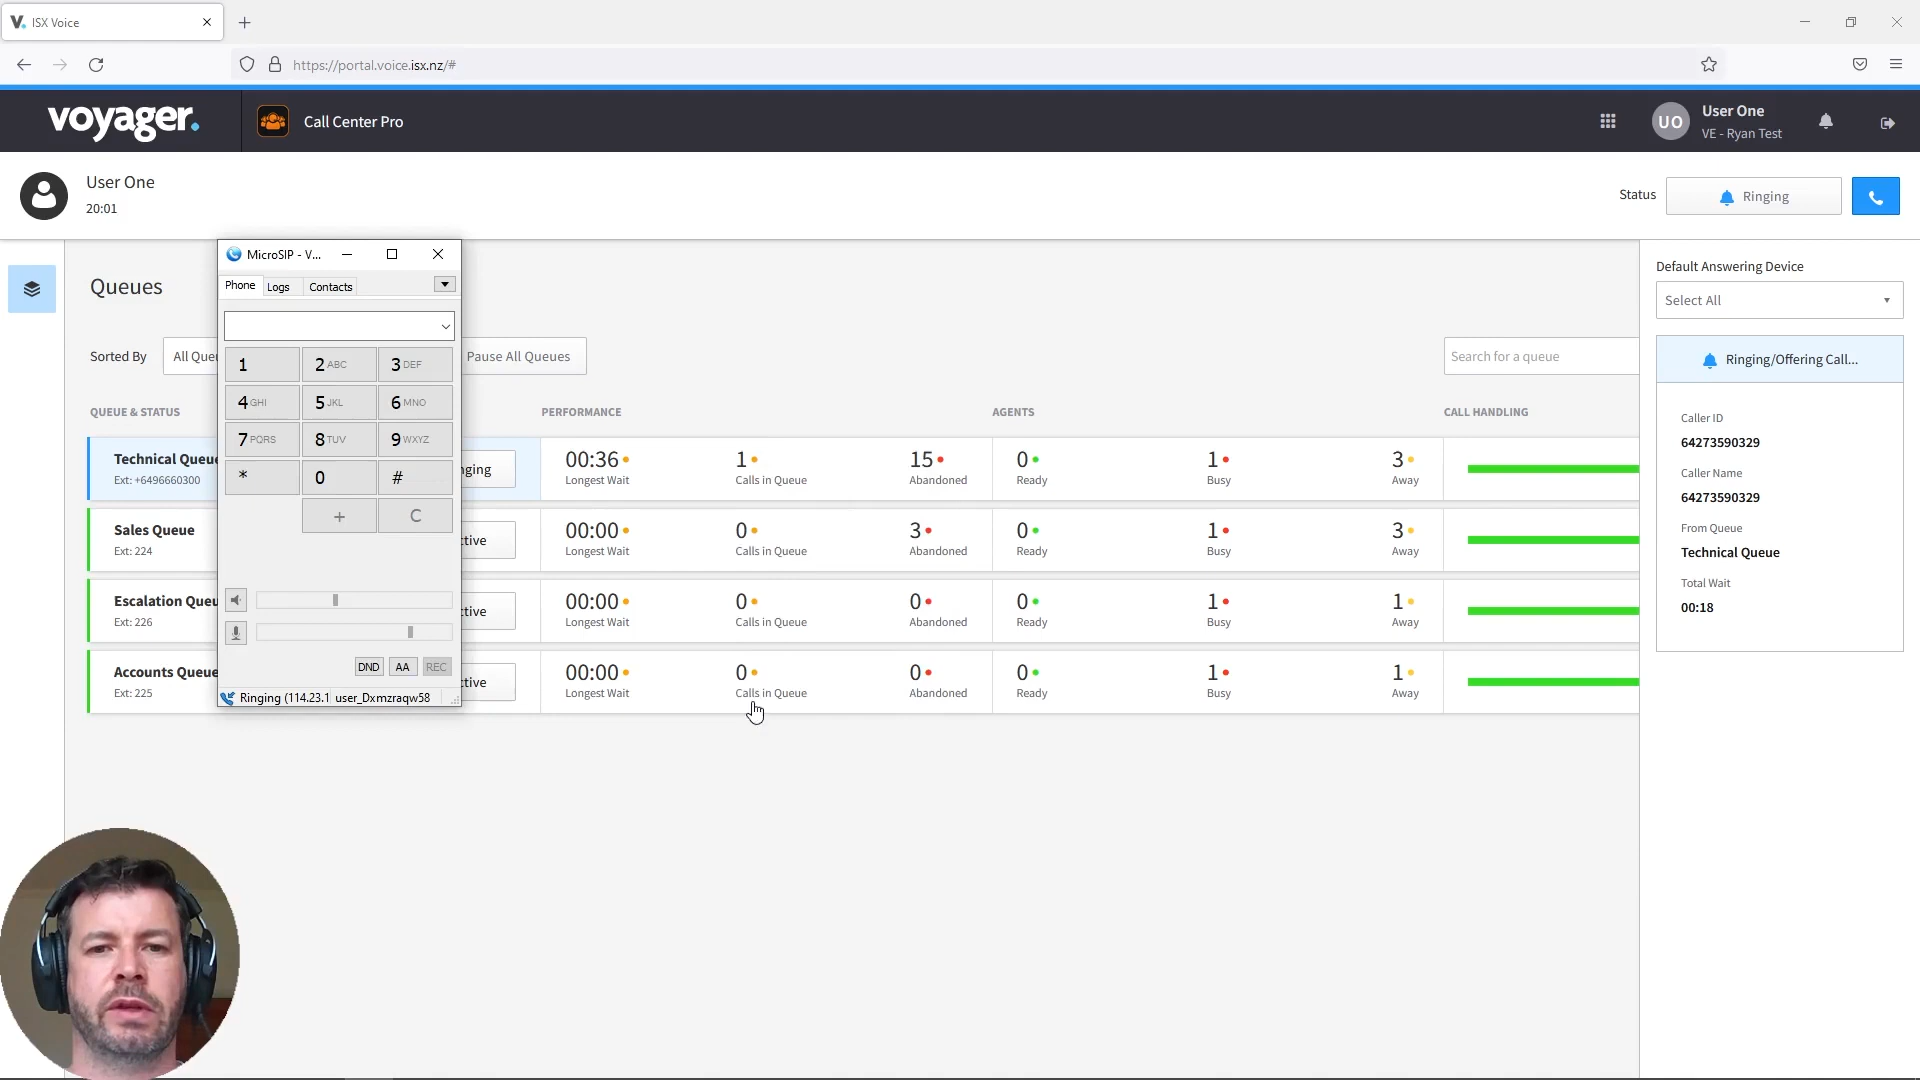 V. ISX Voice
https://portal.voice.isx.nz/#
voyager.
Call Center Pro
UO
User One
VE - Ryan Test
User One
20:01
Status
Ringing
MicroSIP - V...
Phone
Logs
Contacts
1
2 ABC
3 DEF
4 GHI
5 JKL
6 MNO
7 PQRS
8 TUV
9 WXYZ
*
0
#
+
C
DND
AA
REC
Ringing (114.23.1
user_Dxmzraqw58
Queues
Sorted By
All Que
Pause All Queues
Search for a queue
QUEUE & STATUS
PERFORMANCE
AGENTS
CALL HANDLING
Technical Queue
Ext: +6496660300
nging
00:36
Longest Wait
1
Calls in Queue
15
Abandoned
0
Ready
1
Busy
3
Away
Sales Queue
Ext: 224
ctive
00:00
Longest Wait
0
Calls in Queue
3
Abandoned
0
Ready
1
Busy
3
Away
Escalation Queu
Ext: 226
ctive
00:00
Longest Wait
0
Calls in Queue
0
Abandoned
0
Ready
1
Busy
1
Away
Accounts Queue
Ext: 225
ctive
00:00
Longest Wait
0
Calls in Queue
0
Abandoned
0
Ready
1
Busy
1
Away
Default Answering Device
Select All
Ringing/Offering Call...
Caller ID
64273590329
Caller Name
64273590329
From Queue
Technical Queue
Total Wait
00:18